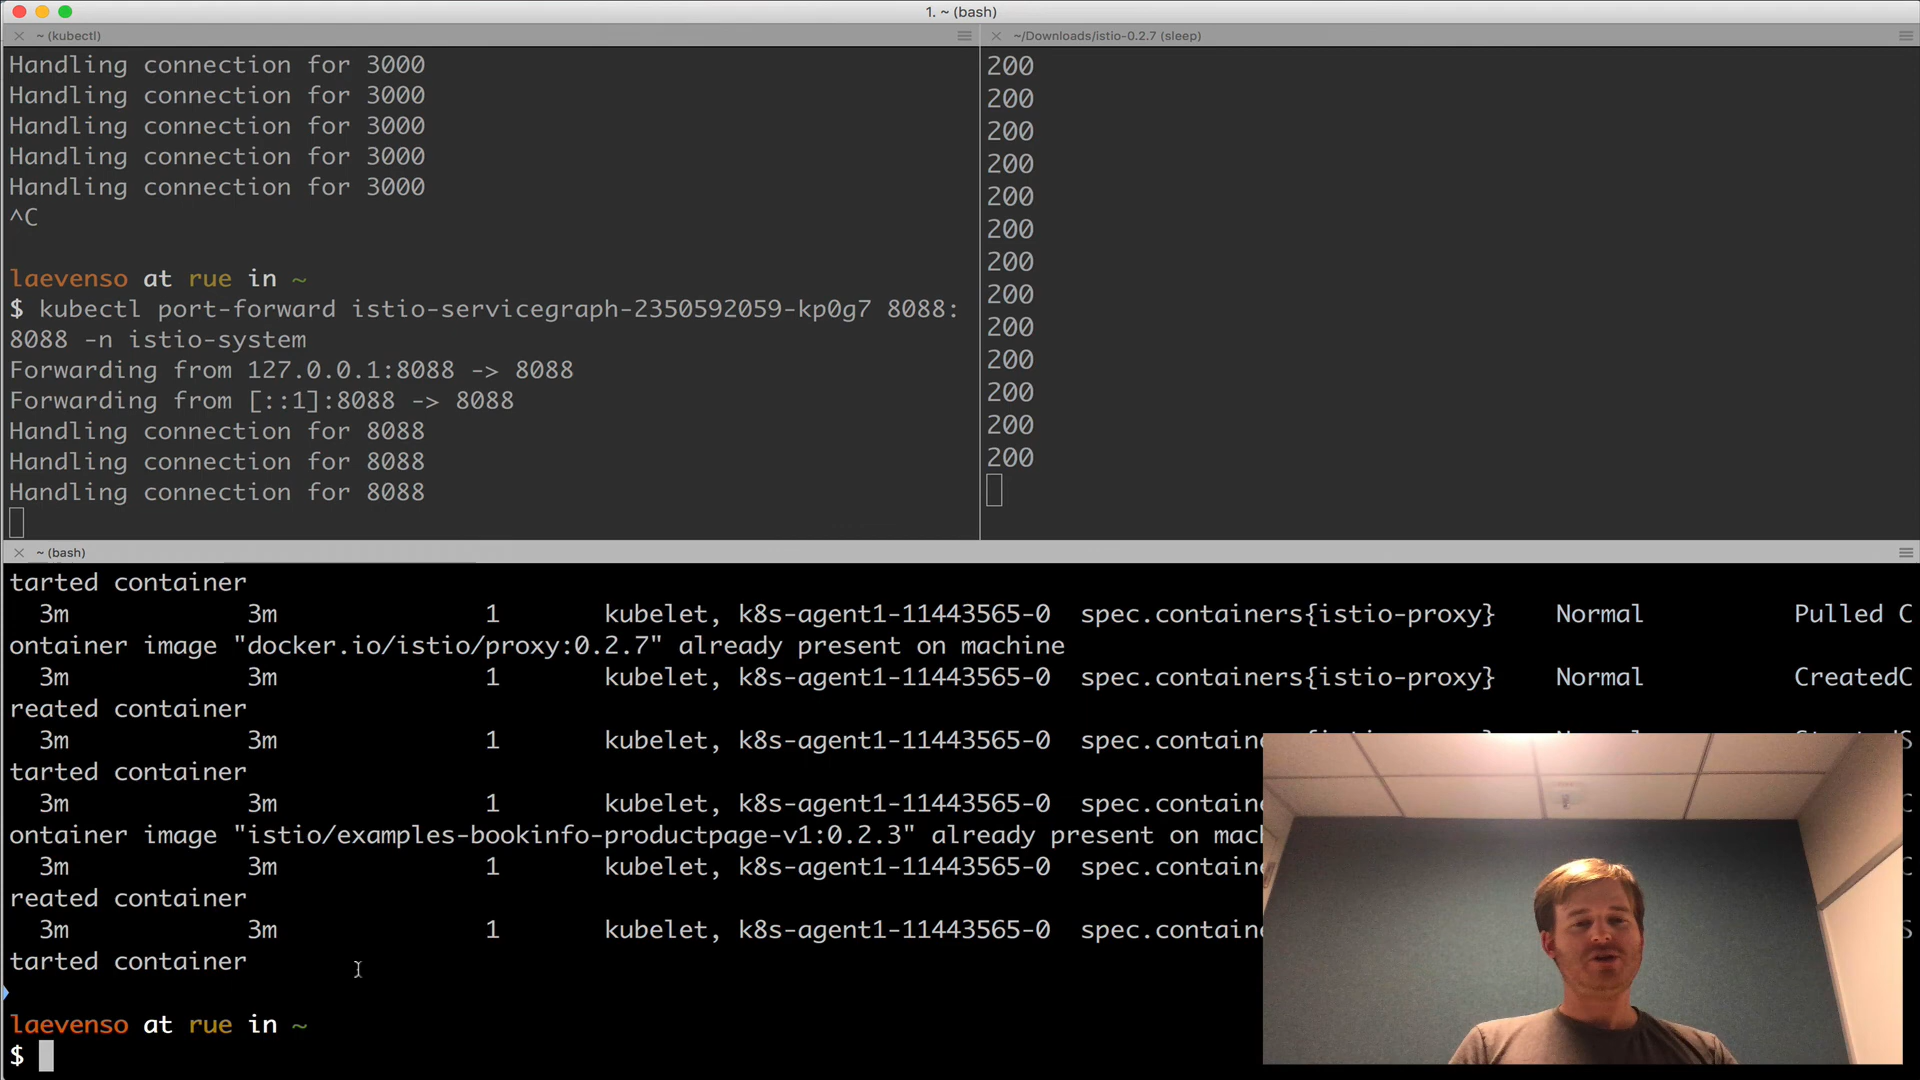 1. ~ (bash)
~ (kubectl)
Handling connection for 3000
Handling connection for 3000
Handling connection for 3000
Handling connection for 3000
Handling connection for 3000
^C
laevenso at rue in ~
$ kubectl port-forward istio-servicegraph-2350592059-kp0g7 8088:
8088 -n istio-system
Forwarding from 127.0.0.1:8088 -> 8088
Forwarding from [::1]:8088 -> 8088
Handling connection for 8088
Handling connection for 8088
Handling connection for 8088
~/Downloads/istio-0.2.7 (sleep)
200
200
200
200
200
200
200
200
200
200
200
200
200
~ (bash)
tarted container
3m 3m 1 kubelet, k8s-agent1-11443565-0 spec.containers{istio-proxy} Normal Pulled C
ontainer image "docker.io/istio/proxy:0.2.7" already present on machine
3m 3m 1 kubelet, k8s-agent1-11443565-0 spec.containers{istio-proxy} Normal CreatedC
reated container
3m 3m 1 kubelet, k8s-agent1-11443565-0 spec.containe
tarted container
3m 3m 1 kubelet, k8s-agent1-11443565-0 spec.containe
ontainer image "istio/examples-bookinfo-productpage-v1:0.2.3" already present on mach
3m 3m 1 kubelet, k8s-agent1-11443565-0 spec.containe
reated container
3m 3m 1 kubelet, k8s-agent1-11443565-0 spec.containe
tarted container
laevenso at rue in ~
$